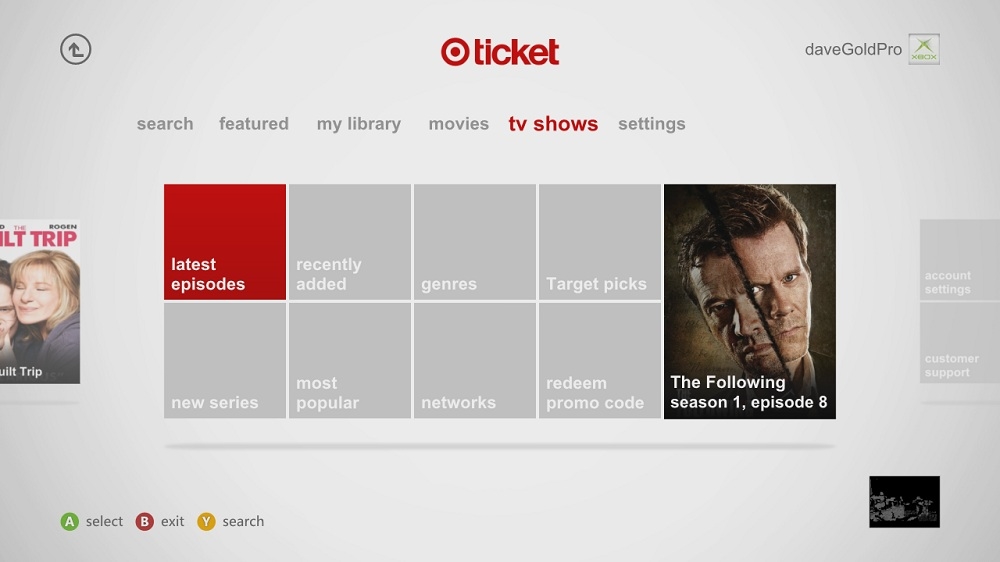 ticket
daveGoldPro
XBOX
search featured my library movies tv shows settings
ROGEN
THE
ILT TRIP
uilt Trip
latest
episodes
recently
added
genres
Target picks
new series
most
popular
networks
redeem
promo code
The Following
season 1, episode 8
account
settings
customer
support
A select B exit Y search